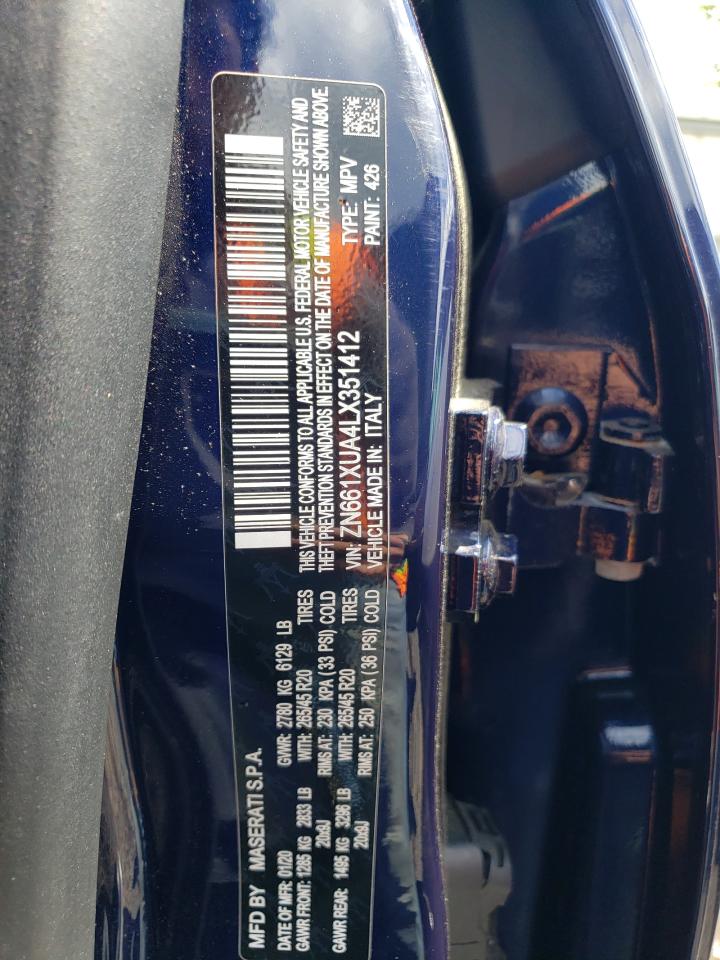 MFD BY MASERATI S.P.A.
DATE OF MFR: 01/20 GVWR: 2780 KG 6129 LB
GAWR FRONT: 1285 KG 2833 LB WITH: 265/45 R20 TIRES
20x9J RIMS AT: 230 KPA (33 PSI) COLD
GAWR REAR: 1495 KG 3296 LB WITH: 265/45 R20 TIRES
20x9J RIMS AT: 250 KPA (36 PSI) COLD
THIS VEHICLE CONFORMS TO ALL APPLICABLE U.S. FEDERAL MOTOR VEHICLE SAFETY AND
THEFT PREVENTION STANDARDS IN EFFECT ON THE DATE OF MANUFACTURE SHOWN ABOVE.
VIN: ZN661XUA4LX351412 TYPE: MPV
VEHICLE MADE IN: ITALY PAINT: 426